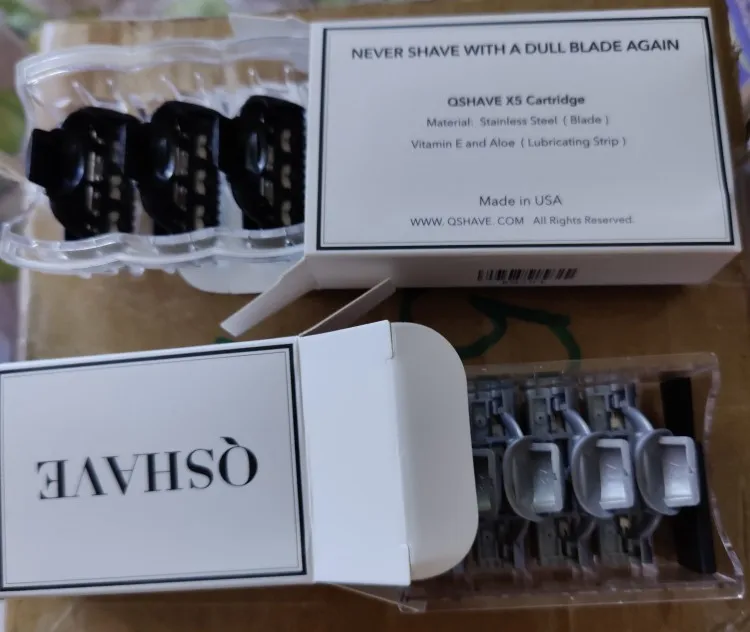 NEVER SHAVE WITH A DULL BLADE AGAIN
QSHAVE X5 Cartridge
Material: Stainless Steel ( Blade )
Vitamin E and Aloe ( Lubricating Strip )
Made in USA
WWW. QSHAVE. COM All Rights Reserved.
QSHAVE